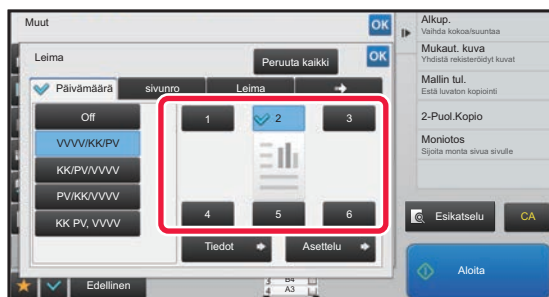 Muut
OK
Leima
Peruuta kaikki
OK
Päivämäärä
sivunro
Leima
Off
VVVV/KK/PV
KK/PV/VVVV
PV/KK/VVVV
KK PV, VVVV
1
2
3
4
5
6
Tiedot
Asettelu
Edellinen
3 B4
4 A3
Alkup.
Vaihda kokoa/suuntaa
Mukaut. kuva
Yhdistä rekisteröidyt kuvat
Mallin tul.
Estä luvaton kopiointi
2-Puol.Kopio
Moniotos
Sijoita monta sivua sivulle
Esikatselu
CA
Aloita